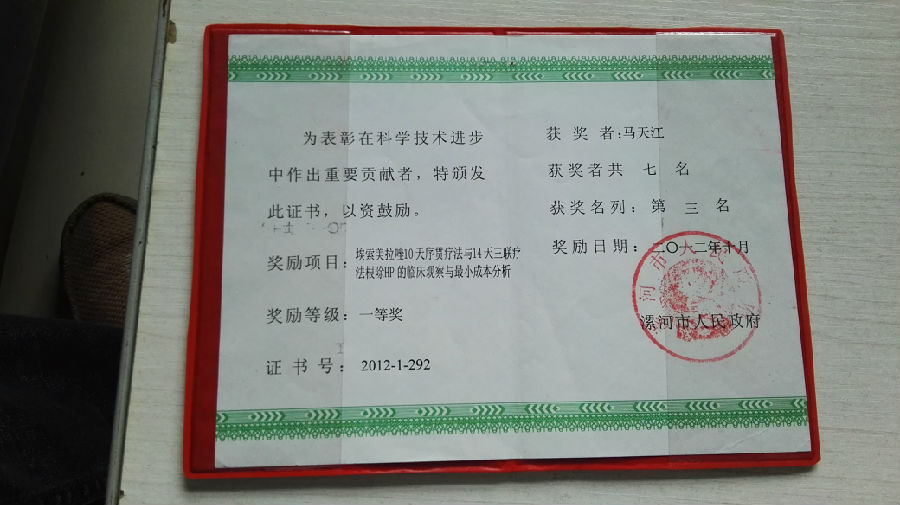 为表彰在科学技术进步
中作出重要贡献者，特颁发
此证书，以资鼓励。
奖励项目：埃索美拉唑10天序贯疗法与14天三联疗
法根除HP的临床观察与最小成本分析
奖励等级：一等奖
证书号：2012-1-292
获奖者:马天江
获奖者共 七 名
获奖名列：第 三 名
奖励日期：二〇一二年十月
漯河市人民政府